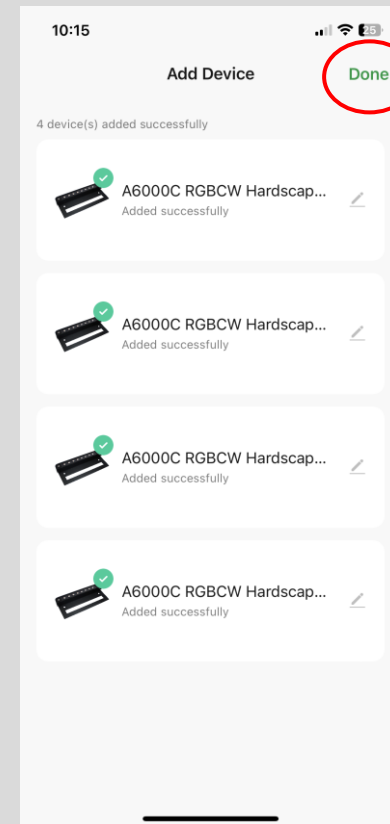 10:15
25
Add Device
Done
4 device(s) added successfully
A6000C RGBCW Hardscap...
Added successfully
A6000C RGBCW Hardscap...
Added successfully
A6000C RGBCW Hardscap...
Added successfully
A6000C RGBCW Hardscap...
Added successfully